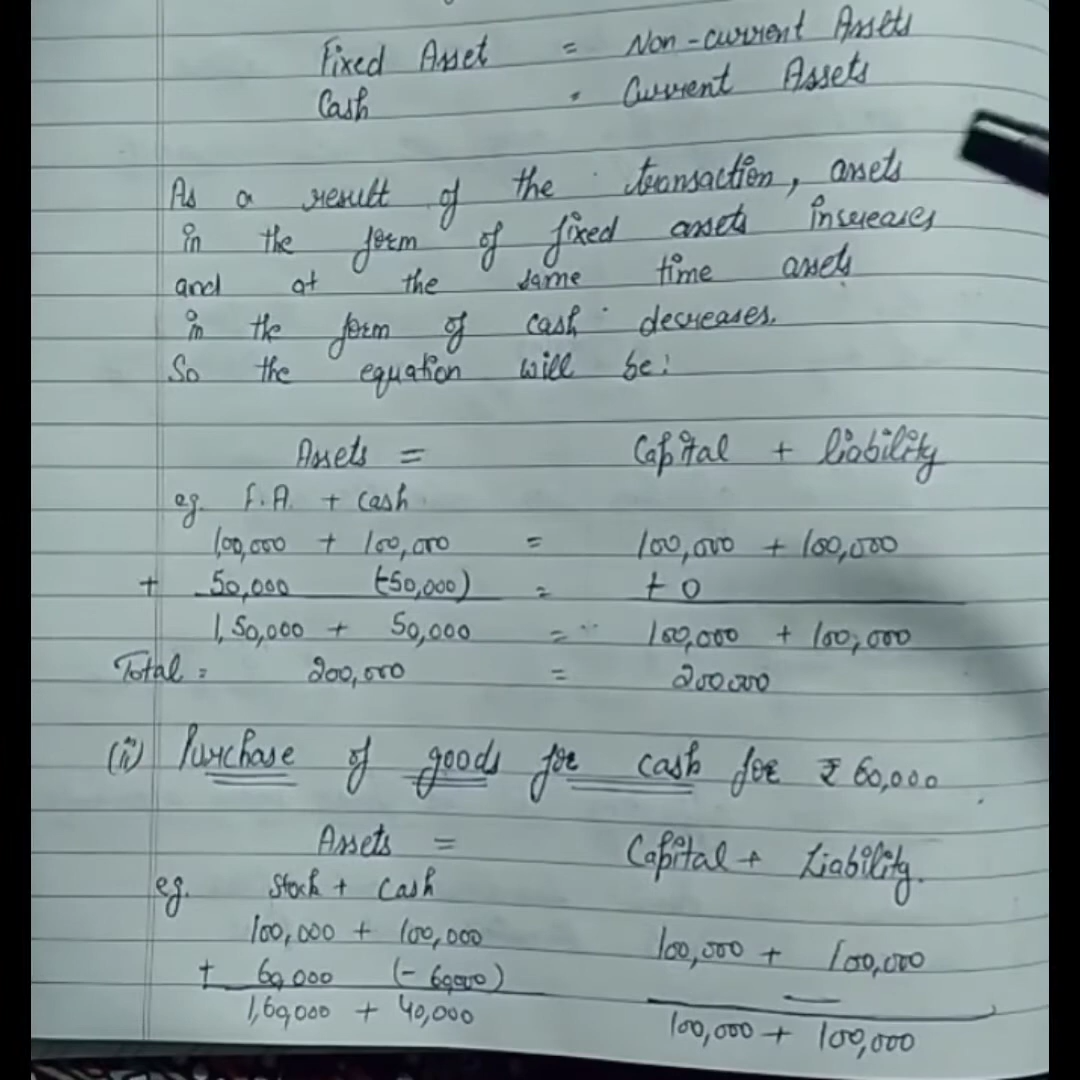 Fixed Asset = Non-current Assets
Cash = Current Assets
As a result of the transaction, assets
in the form of fixed assets increases
and at the same time assets
in the form of cash decreases.
So the equation will be:
Assets = Capital + liability
eg. F.A. + cash
100,000 + 100,000 = 100,000 + 100,000
+ 50,000 (-50,000) = + 0
1,50,000 + 50,000 = 100,000 + 100,000
Total = 200,000 = 200000
(ii) Purchase of goods for cash for ₹ 60,000
Assets = Capital + Liability.
eg. Stock + cash
100,000 + 100,000 100,000 + 100,000
+ 60,000 (- 60000) —
1,60,000 + 40,000 100,000 + 100,000